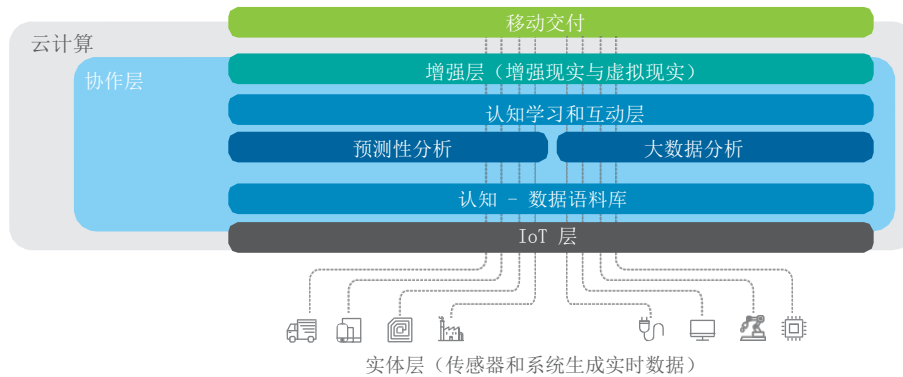 移动交付
云计算
增强层（增强现实与虚拟现实）
协作层
认知学习和互动层
预测性分析
大数据分析
认知 - 数据语料库
IoT 层
实体层（传感器和系统生成实时数据）